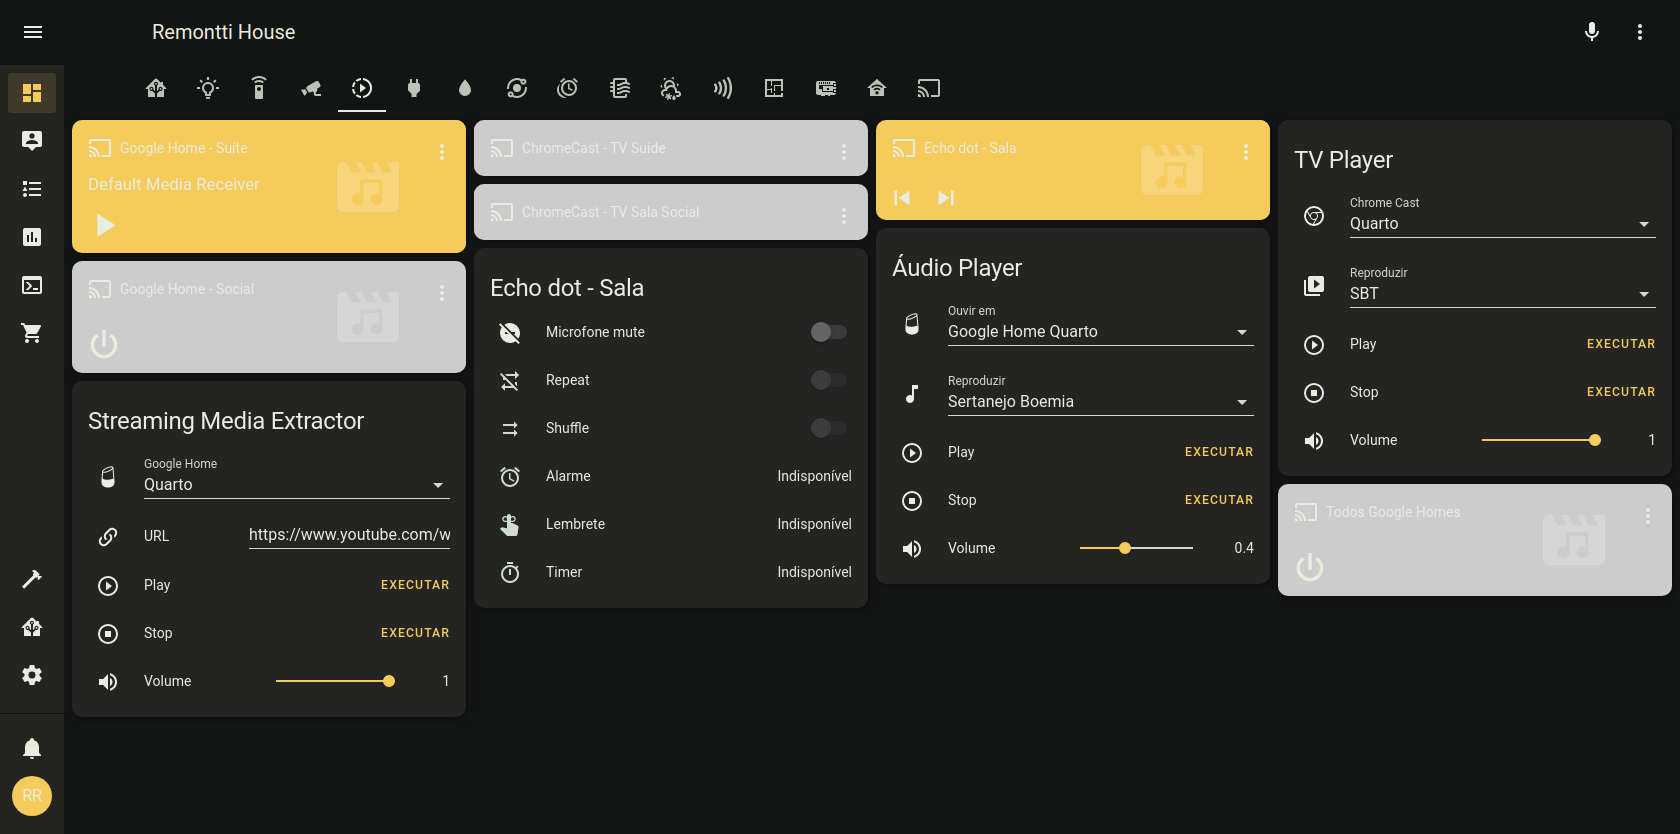 Remontti House
Google Home - Suíte
Default Media Receiver
Google Home - Social
Streaming Media Extractor
Google Home
Quarto
URL
https://www.youtube.com/w
Play
EXECUTAR
Stop
EXECUTAR
Volume
1
ChromeCast - TV Suide
ChromeCast - TV Sala Social
Echo dot - Sala
Microfone mute
Repeat
Shuffle
Alarme
Indisponível
Lembrete
Indisponível
Timer
Indisponível
Echo dot - Sala
Áudio Player
Ouvir em
Google Home Quarto
Reproduzir
Sertanejo Boemia
Play
EXECUTAR
Stop
EXECUTAR
Volume
0.4
TV Player
Chrome Cast
Quarto
Reproduzir
SBT
Play
EXECUTAR
Stop
EXECUTAR
Volume
1
Todos Google Homes
RR